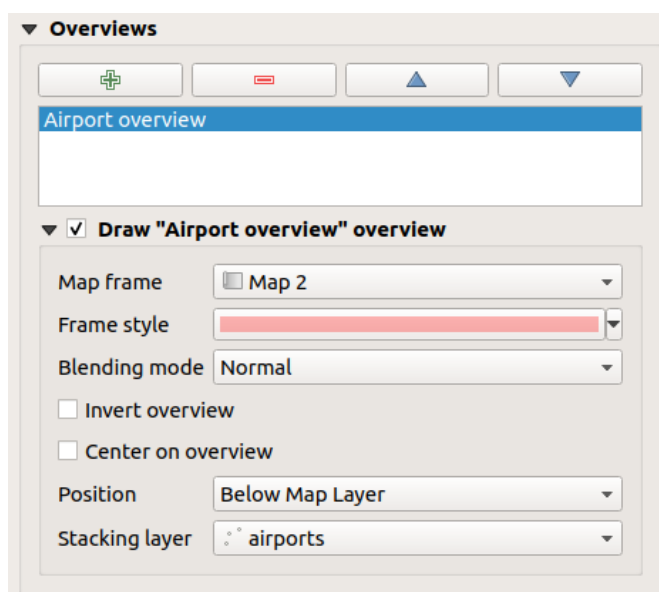 Overviews
Airport overview
Draw "Airport overview" overview
Map frame Map 2
Frame style
Blending mode Normal
Invert overview
Center on overview
Position Below Map Layer
Stacking layer airports